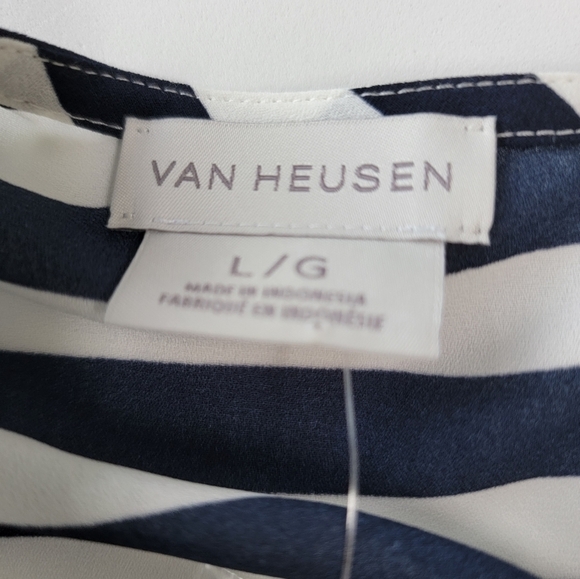 VAN HEUSEN
L/G
MADE IN INDONESIA
FABRIQUÉ EN INDONÉSIE